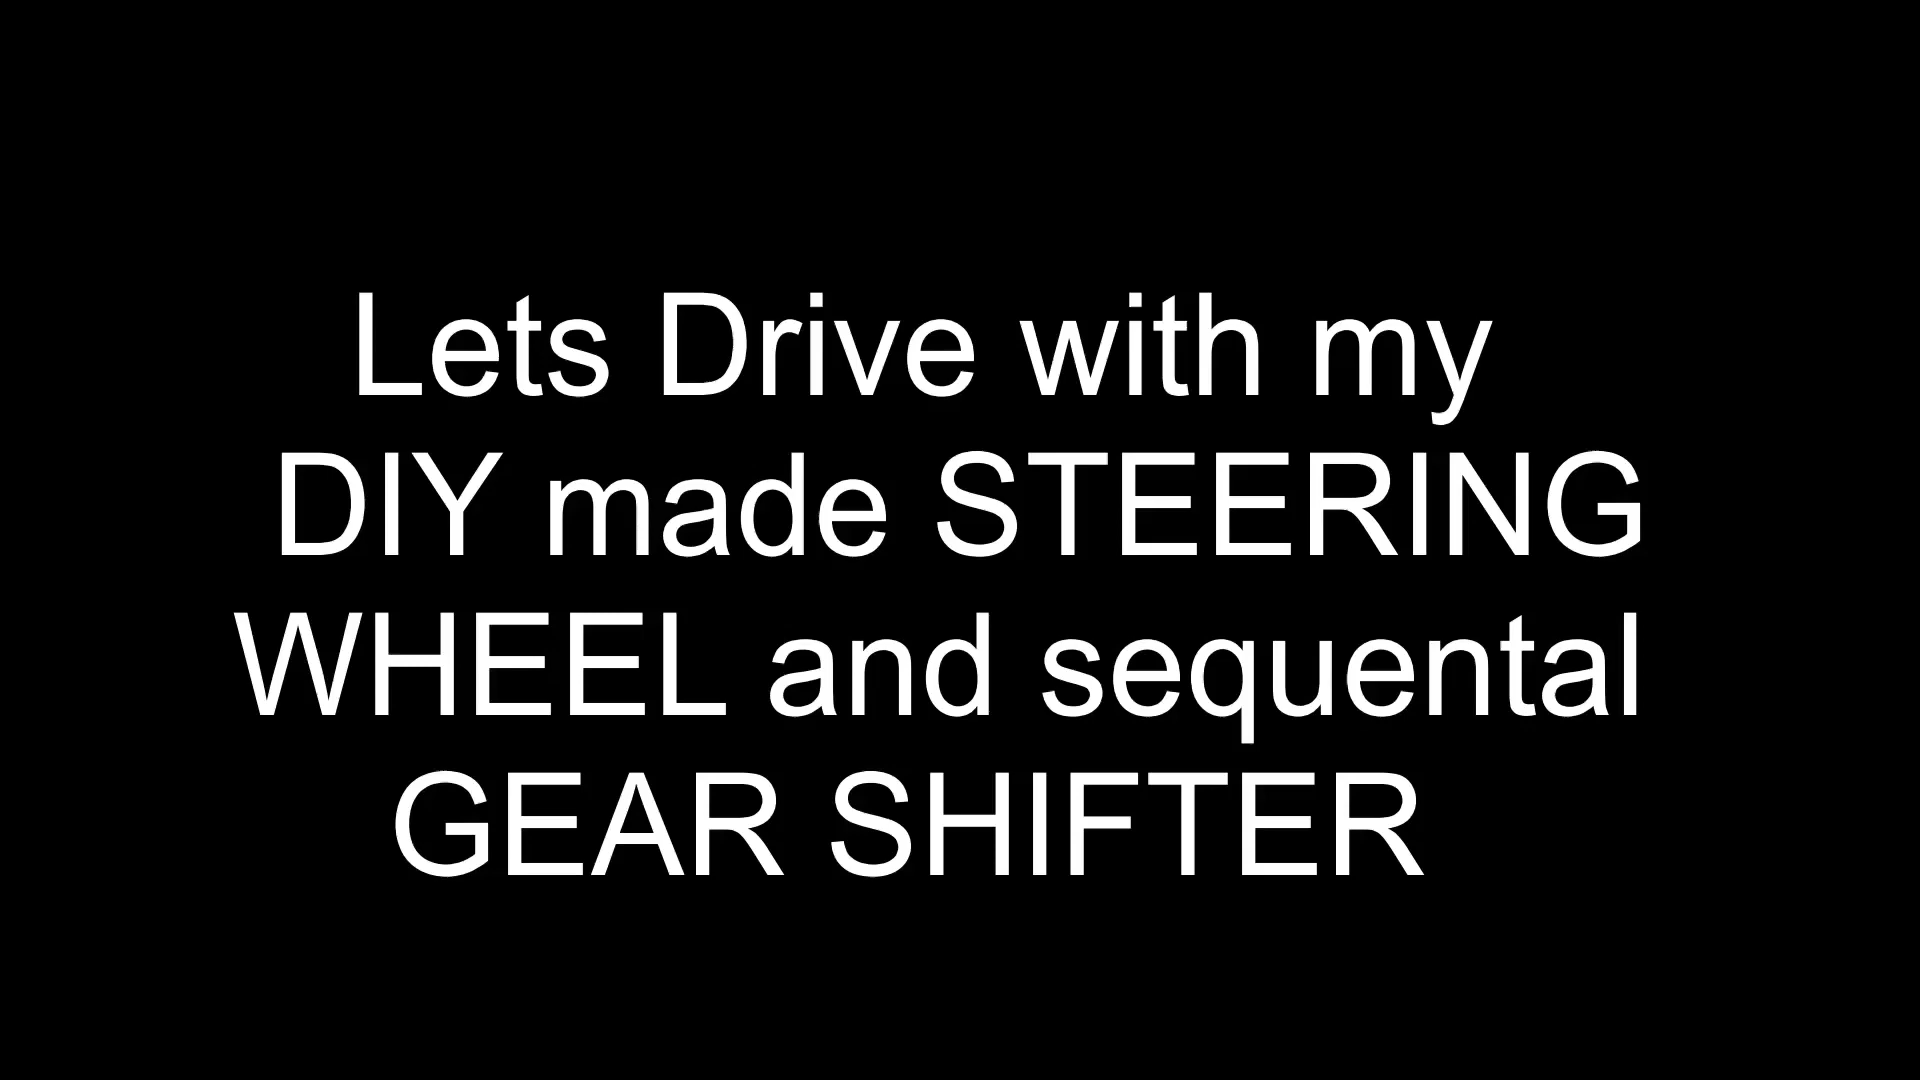 Lets Drive with my
DIY made STEERING
WHEEL and sequental
GEAR SHIFTER